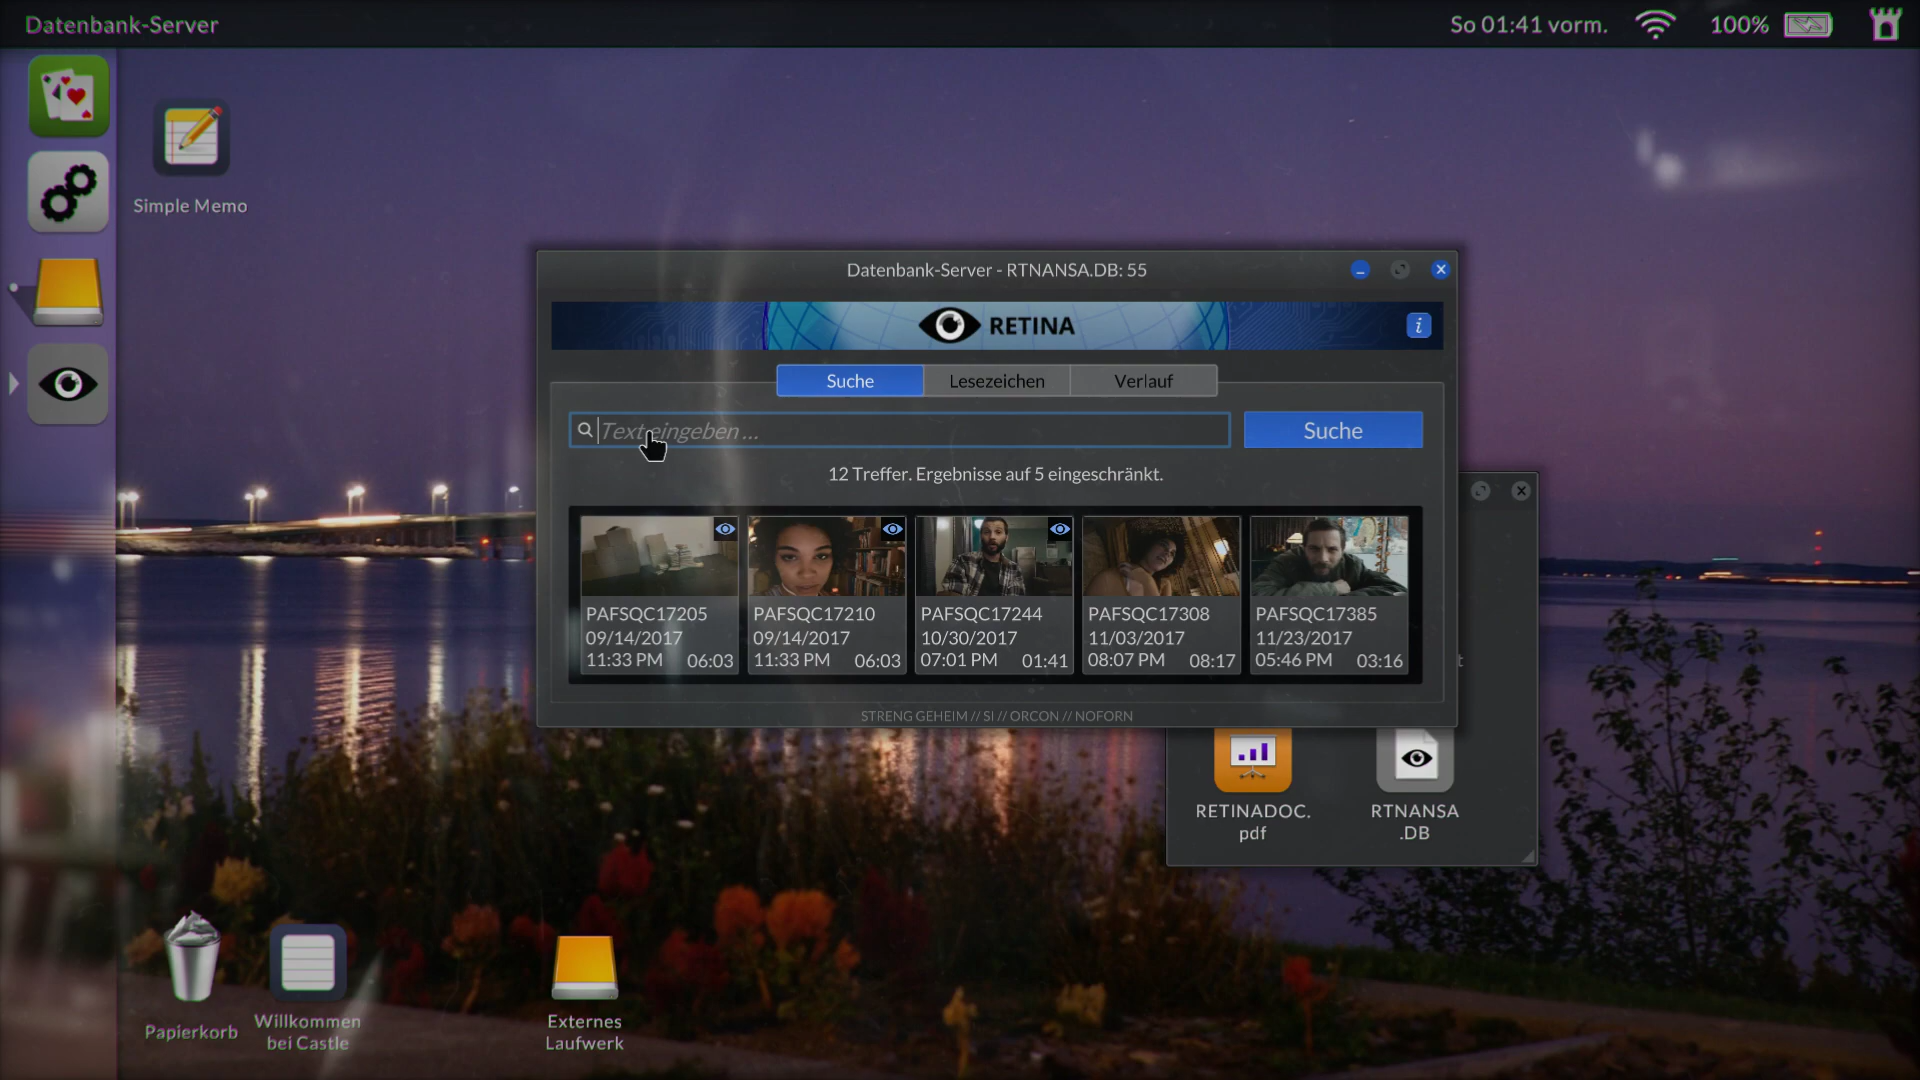 Datenbank-Server
So 01:41 vorm.
100%
Simple Memo
Datenbank-Server - RTNANSA.DB: 55
RETINA
i
Suche
Lesezeichen
Verlauf
Text eingeben ...
Suche
12 Treffer. Ergebnisse auf 5 eingeschränkt.
PAFSQC17205
09/14/2017
11:33 PM 06:03
PAFSQC17210
09/14/2017
11:33 PM 06:03
PAFSQC17244
10/30/2017
07:01 PM 01:41
PAFSQC17308
11/03/2017
08:07 PM 08:17
PAFSQC17385
11/23/2017
05:46 PM 03:16
t
STRENG GEHEIM // SI // ORCON // NOFORN
RETINADOC.
pdf
RTNANSA
.DB
Papierkorb
Willkommen
bei Castle
Externes
Laufwerk